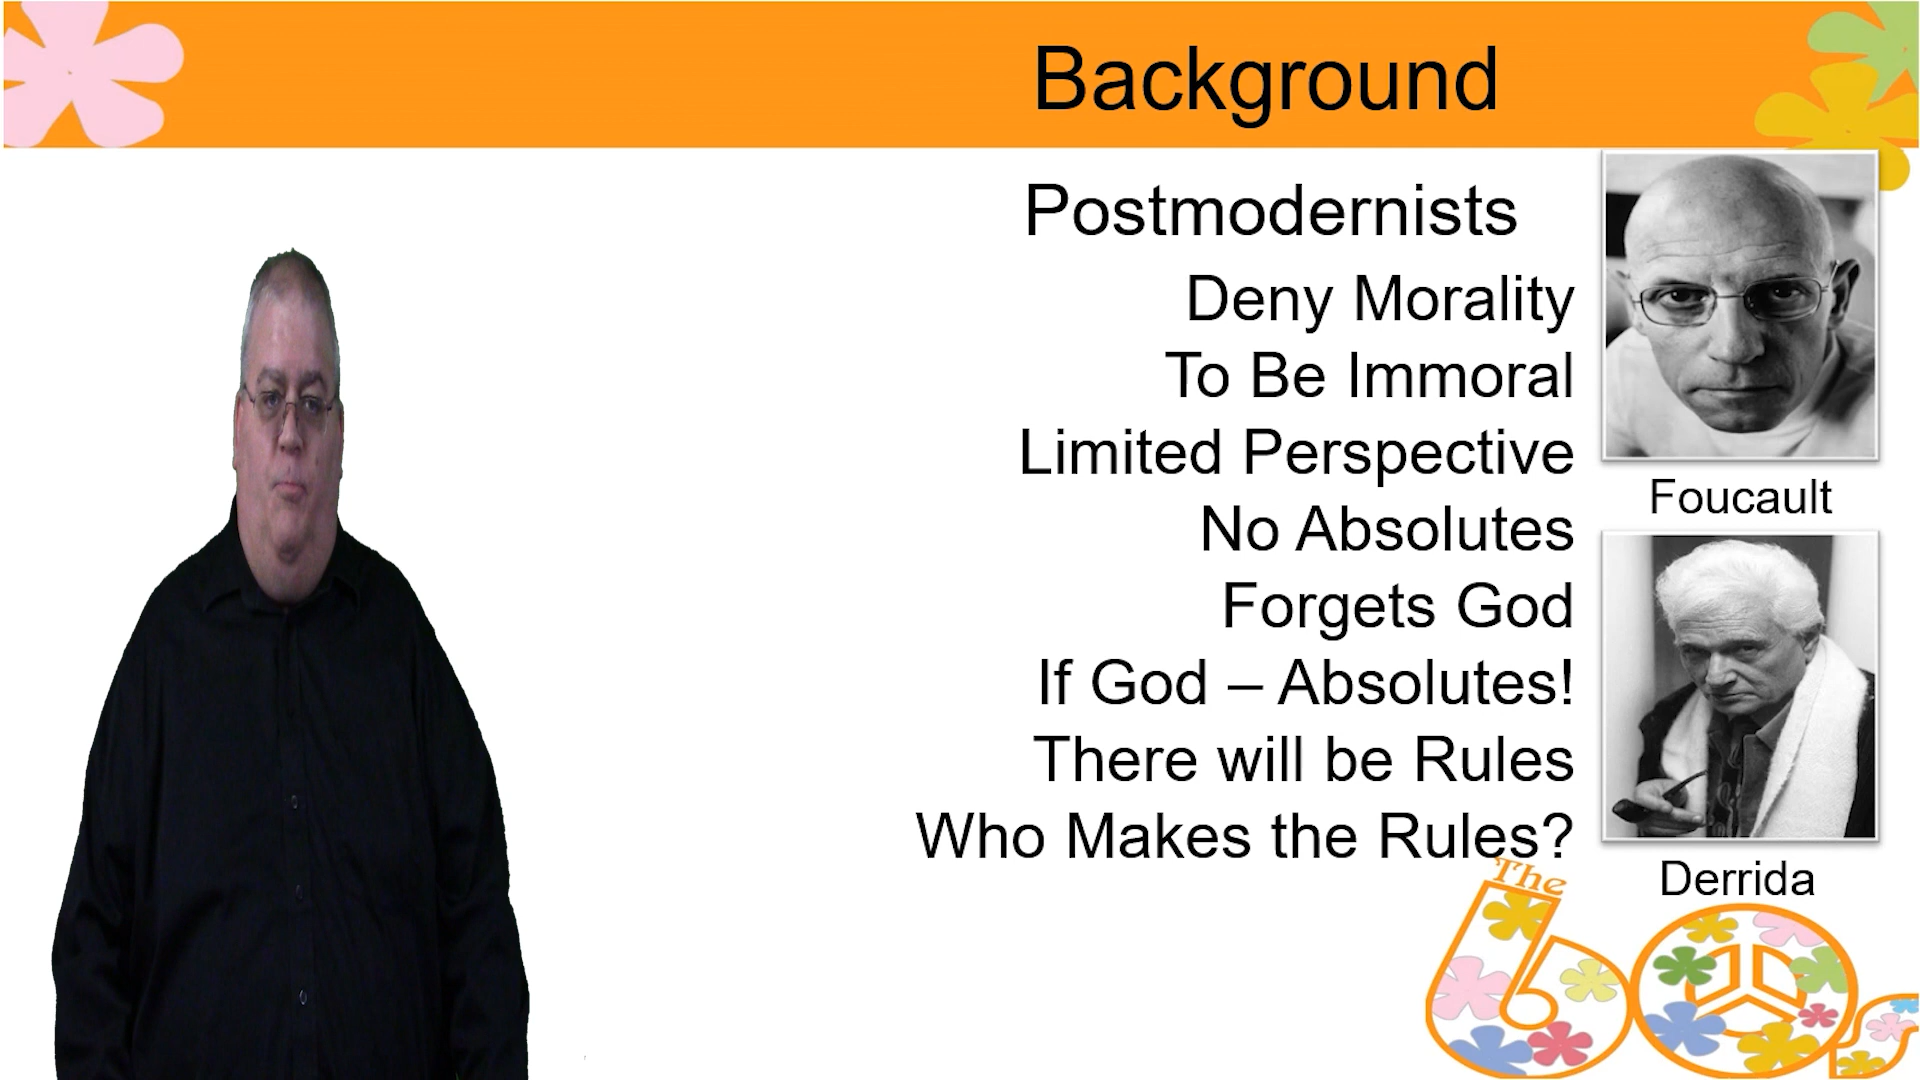 Background
Postmodernists
Deny Morality
To Be Immoral
Limited Perspective
No Absolutes
Forgets God
If God – Absolutes!
There will be Rules
Who Makes the Rules?
Foucault
Derrida
The
60s